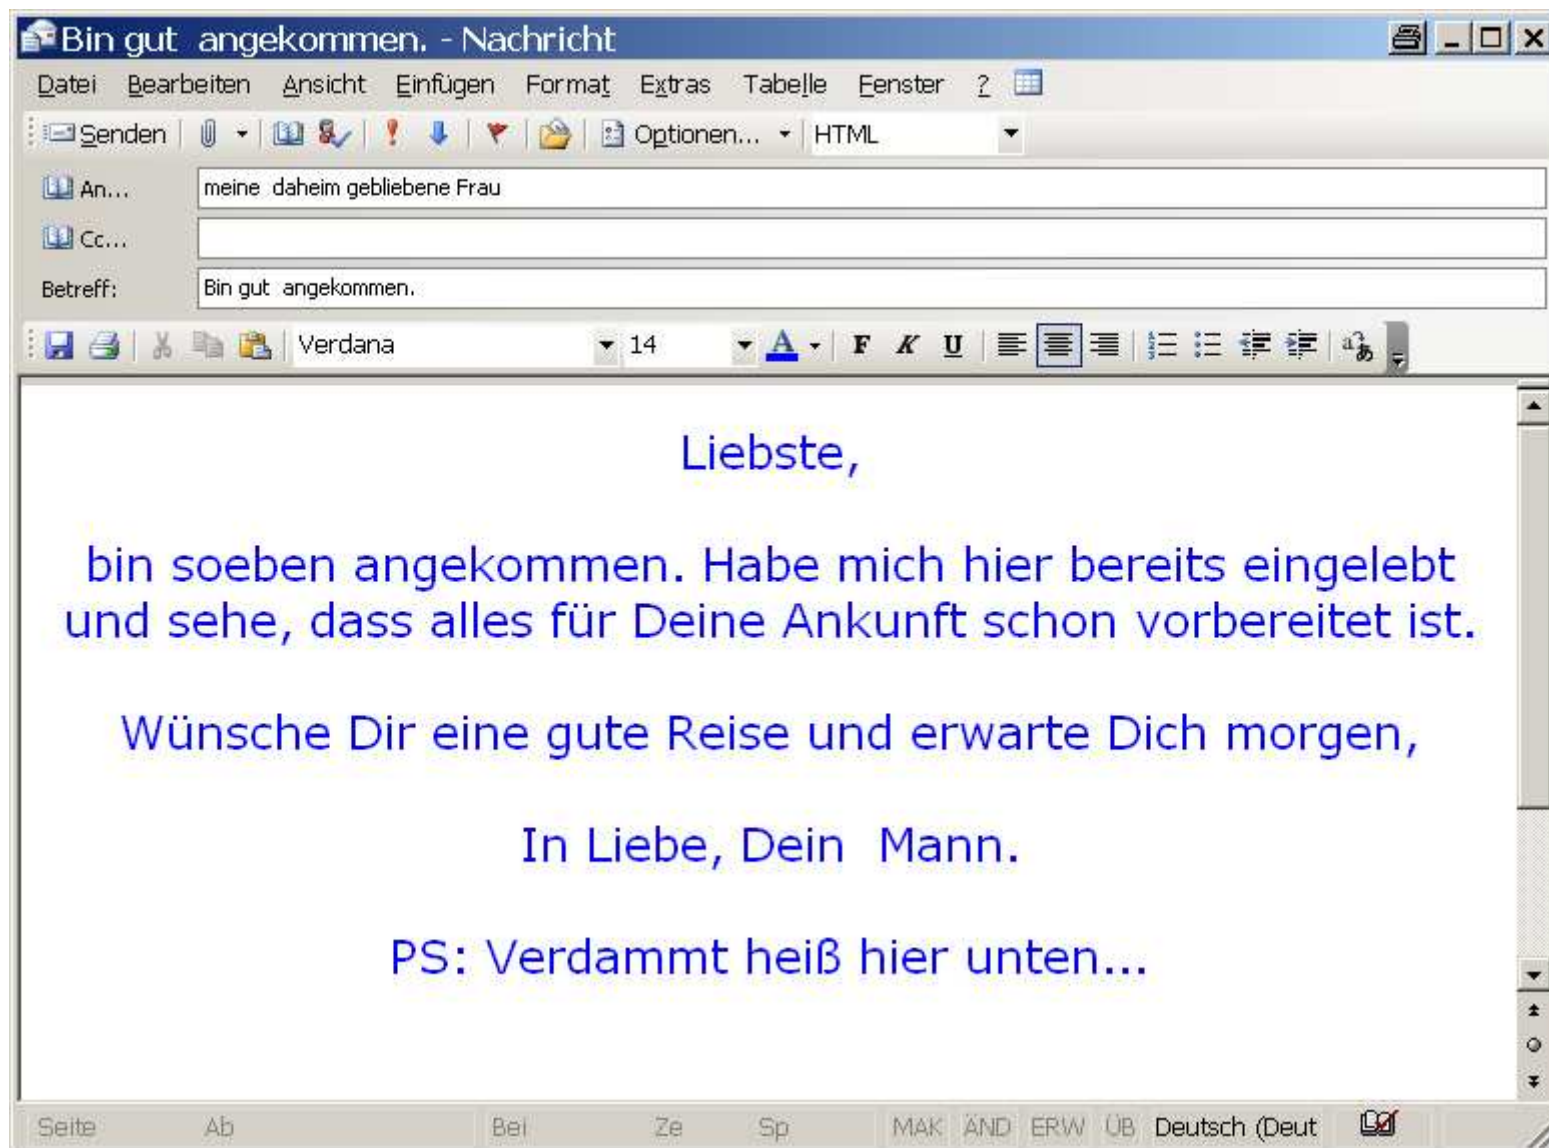 Bin gut  angekommen. - Nachricht
Datei Bearbeiten Ansicht Einfügen Format Extras Tabelle Fenster ?
Senden Optionen... HTML
An... meine  daheim gebliebene Frau
Cc...
Betreff: Bin gut  angekommen.
Verdana 14 A F K U
Liebste,
bin soeben angekommen. Habe mich hier bereits eingelebt
und sehe, dass alles für Deine Ankunft schon vorbereitet ist.
Wünsche Dir eine gute Reise und erwarte Dich morgen,
In Liebe, Dein  Mann.
PS: Verdammt heiß hier unten...
Seite Ab Bei Ze Sp MAK ÄND ERW ÜB Deutsch (Deut